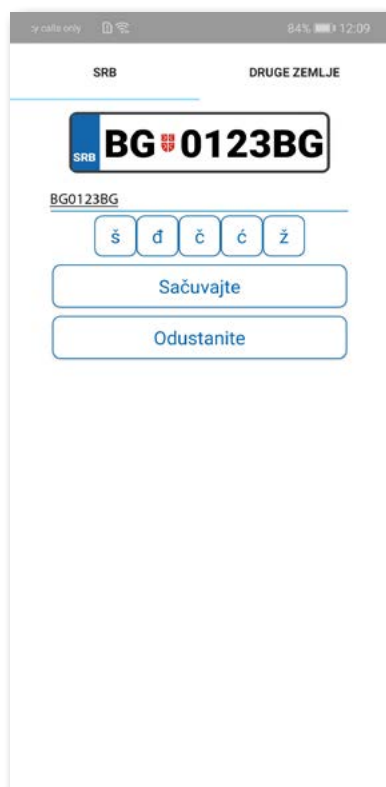 y calls only 84% 12:09
SRB DRUGE ZEMLJE
SRB BG 0123BG
BG0123BG
š đ č ć ž
Sačuvajte
Odustanite